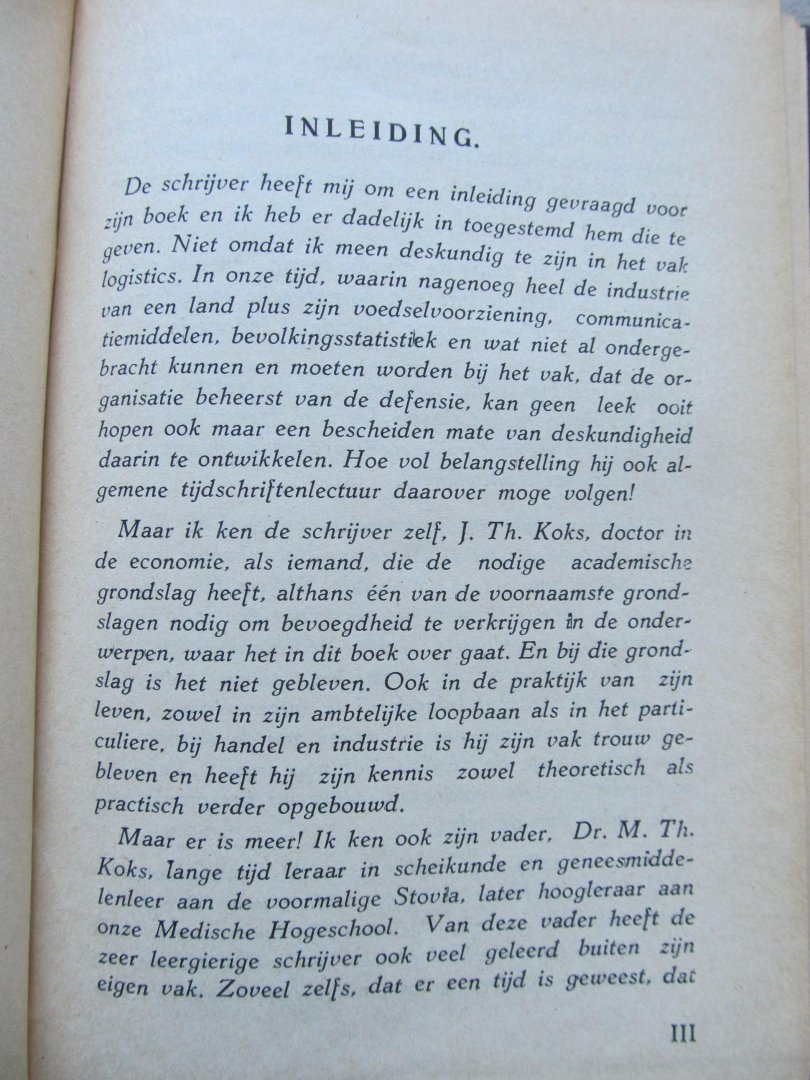 INLEIDING.
De schrijver heeft mij om een inleiding gevraagd voor
zijn boek en ik heb er dadelijk in toegestemd hem die te
geven. Niet omdat ik meen deskundig te zijn in het vak
logistics. In onze tijd, waarin nagenoeg heel de industrie
van een land plus zijn voedselvoorziening, communica-
tiemiddelen, bevolkingsstatistiek en wat niet al onderge-
bracht kunnen en moeten worden bij het vak, dat de or-
ganisatie beheerst van de defensie, kan geen leek ooit
hopen ook maar een bescheiden mate van deskundigheid
daarin te ontwikkelen. Hoe vol belangstelling hij ook al-
gemene tijdschriftenlectuur daarover moge volgen!
Maar ik ken de schrijver zelf, J. Th. Koks, doctor in
de economie, als iemand, die de nodige academische
grondslag heeft, althans één van de voornaamste grond-
slagen nodig om bevoegdheid te verkrijgen in de onder-
werpen, waar het in dit boek over gaat. En bij die grond-
slag is het niet gebleven. Ook in de praktijk van zijn
leven, zowel in zijn ambtelijke loopbaan als in het parti-
culiere, bij handel en industrie is hij zijn vak trouw ge-
bleven en heeft hij zijn kennis zowel theoretisch als
practisch verder opgebouwd.
Maar er is meer! Ik ken ook zijn vader, Dr. M. Th.
Koks, lange tijd leraar in scheikunde en geneesmidde-
lenleer aan de voormalige Stovia, later hoogleraar aan
onze Medische Hogeschool. Van deze vader heeft de
zeer leergierige schrijver ook veel geleerd buiten zijn
eigen vak. Zoveel zelfs, dat er een tijd is geweest, dat
III